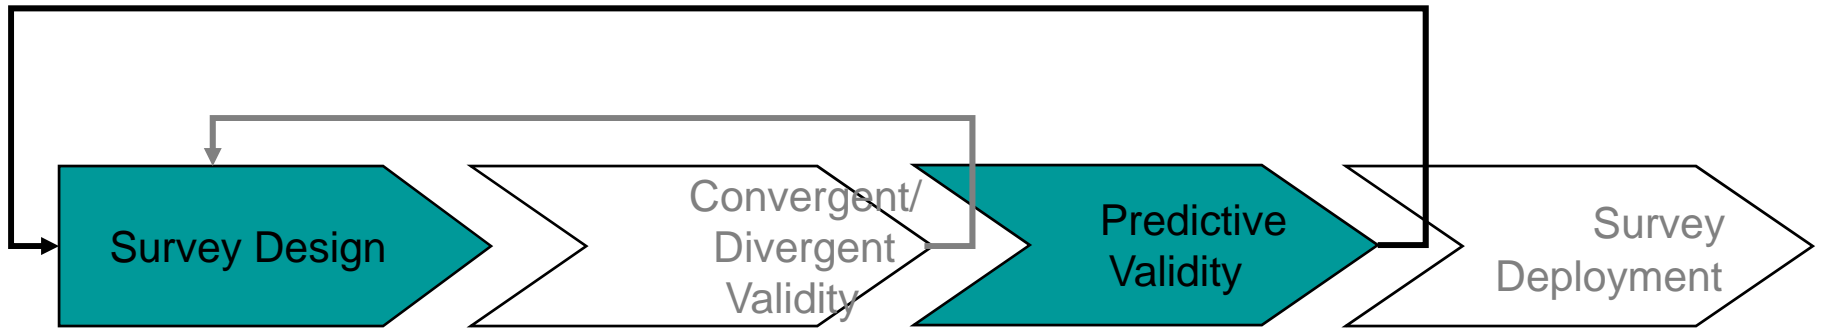 Survey Design
Convergent/
Divergent
Validity
Predictive
Validity
Survey
Deployment